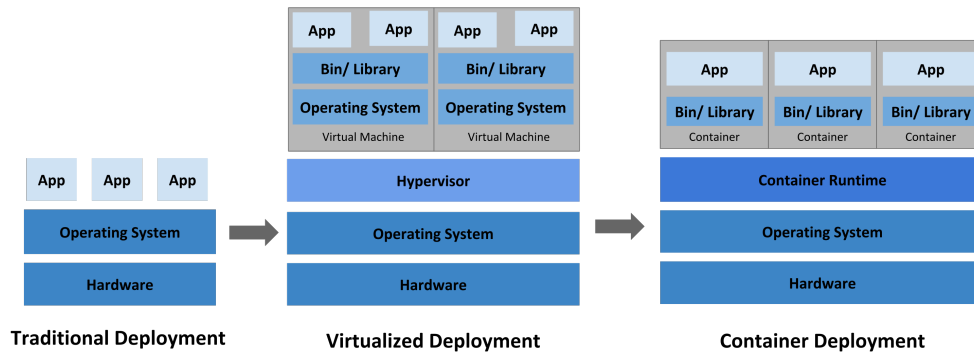 App App App
Operating System
Hardware
Traditional Deployment
App App App App
Bin/ Library Bin/ Library
Operating System Operating System
Virtual Machine Virtual Machine
Hypervisor
Operating System
Hardware
Virtualized Deployment
App App App
Bin/ Library Bin/ Library Bin/ Library
Container Container Container
Container Runtime
Operating System
Hardware
Container Deployment